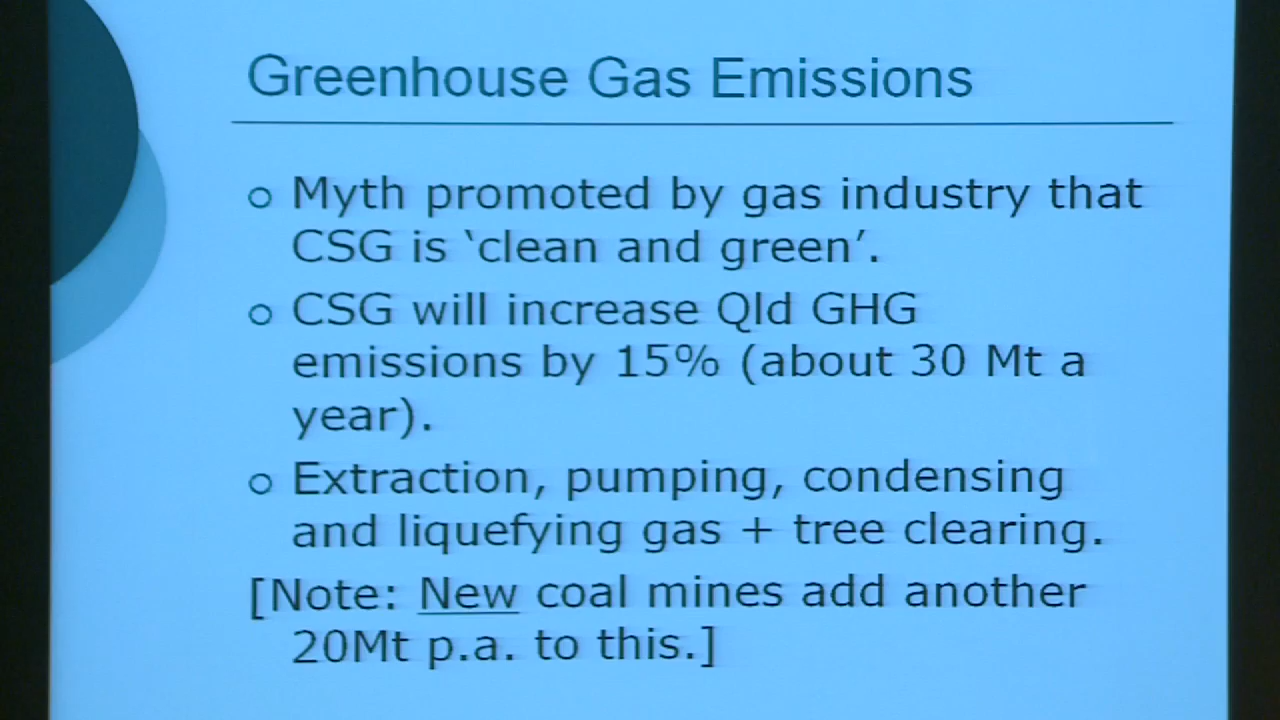 Greenhouse Gas Emissions
Myth promoted by gas industry that
CSG is ‘clean and green’.
CSG will increase Qld GHG
emissions by 15% (about 30 Mt a
year).
Extraction, pumping, condensing
and liquefying gas + tree clearing.
[Note: New coal mines add another
20Mt p.a. to this.]